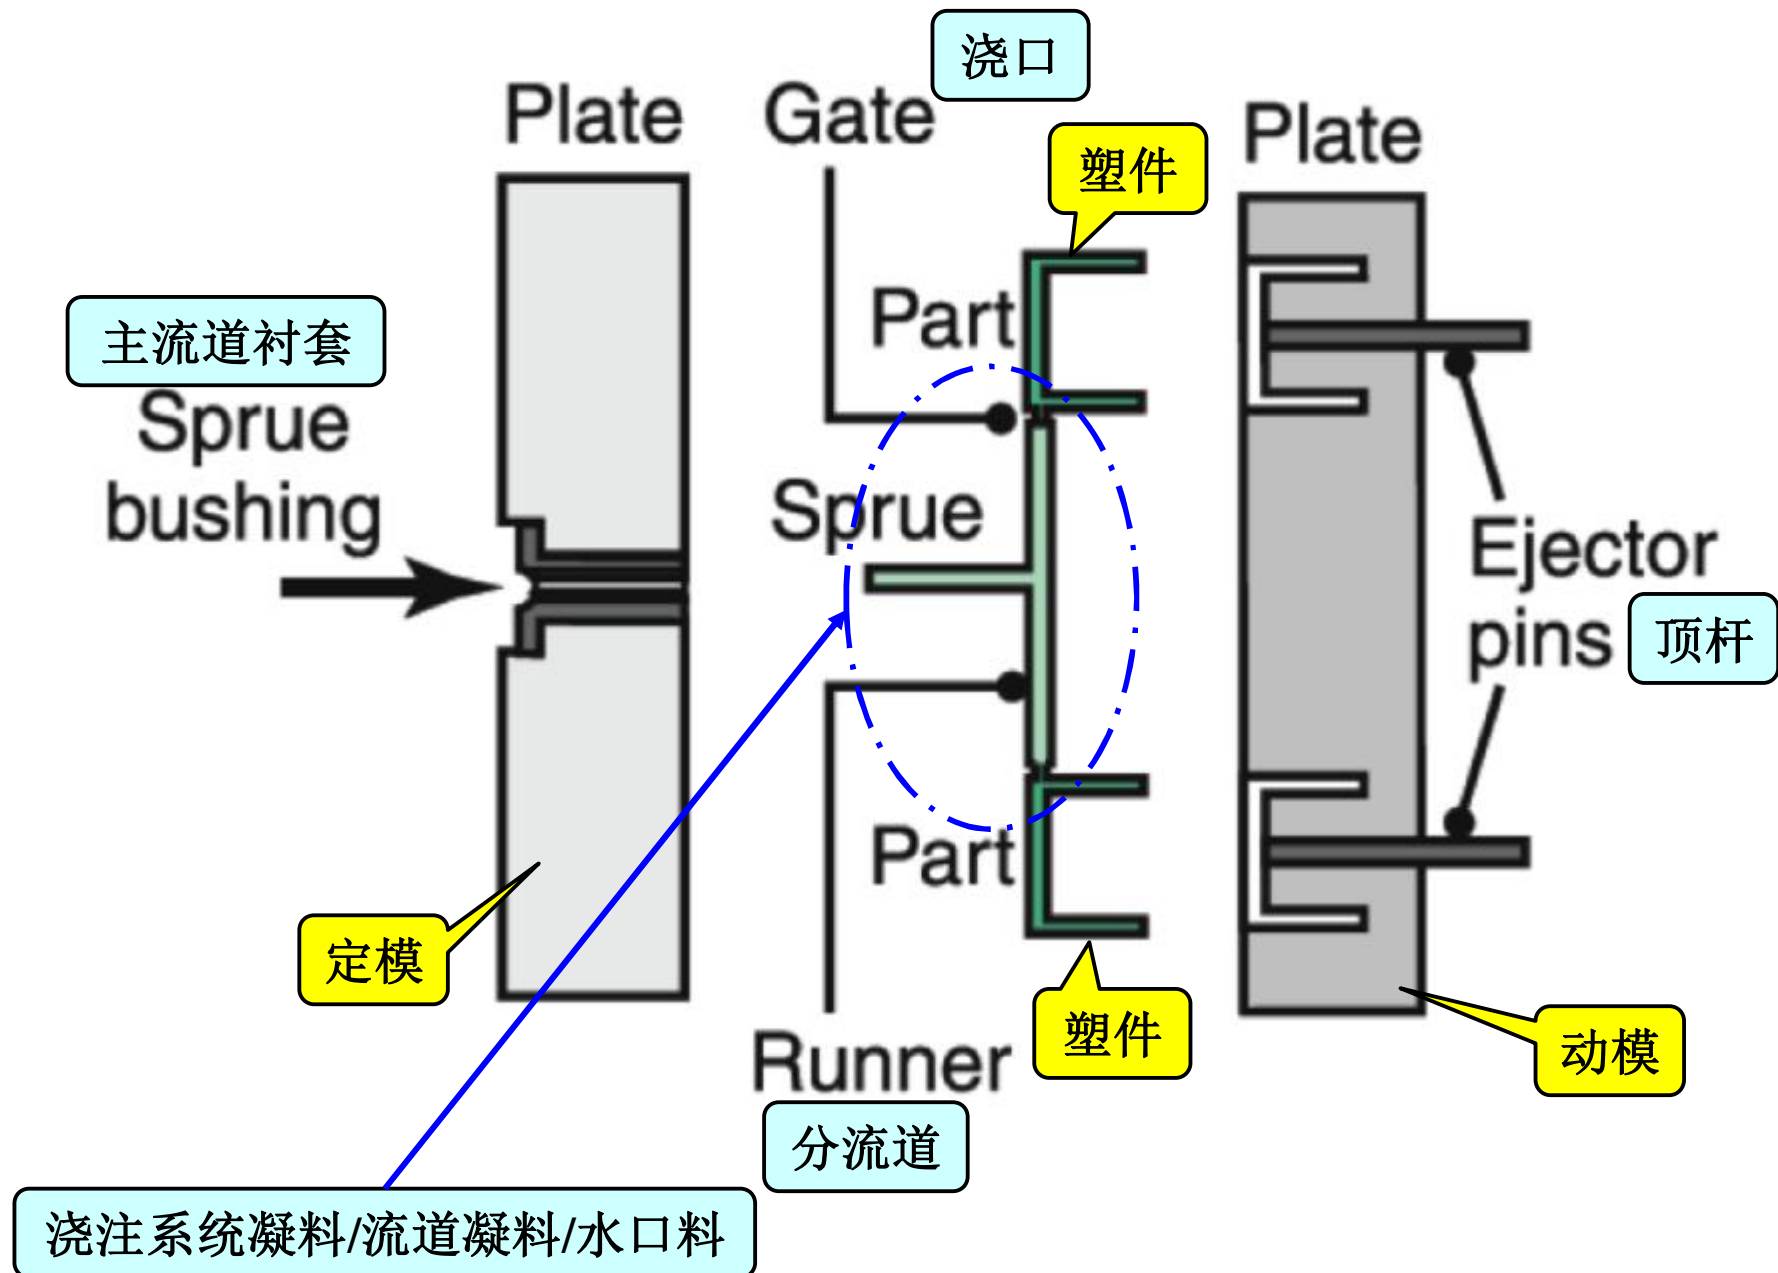 浇口
Plate
Gate
Plate
塑件
Part
主流道衬套
Sprue
bushing
Sprue
Ejector
pins
顶杆
Part
定模
塑件
动模
Runner
分流道
浇注系统凝料/流道凝料/水口料